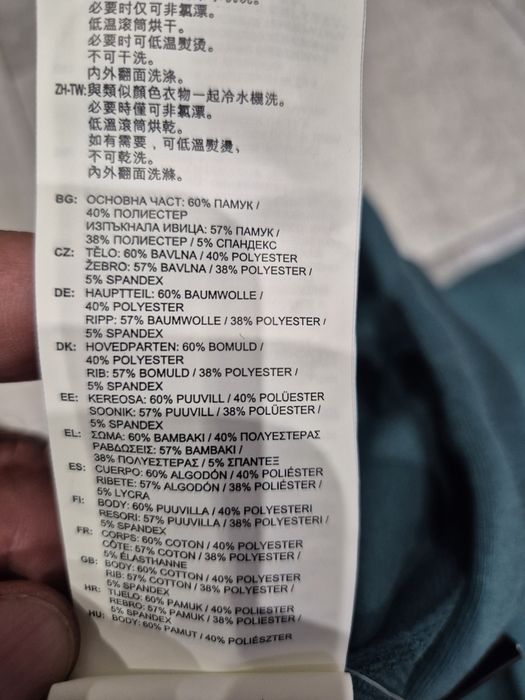 必要时仅可非氯漂。
低温滚筒烘干。
必要时可低温熨烫。
不可干洗。
内外翻面洗涤。
ZH-TW:與類似顏色衣物一起冷水機洗。
必要時僅可非氯漂。
低溫滾筒烘乾。
如有需要，可低溫熨燙，
不可乾洗。
內外翻面洗滌。
BG: ОСНОВНА ЧАСТ: 60% ПАМУК /
40% ПОЛИЕСТЕР
ИЗПЪКНАЛА ИВИЦА: 57% ПАМУК /
38% ПОЛИЕСТЕР / 5% СПАНДЕКС
CZ: TĚLO: 60% BAVLNA / 40% POLYESTER
ŽEBRO: 57% BAVLNA / 38% POLYESTER /
5% SPANDEX
DE: HAUPTTEIL: 60% BAUMWOLLE /
40% POLYESTER
RIPP: 57% BAUMWOLLE / 38% POLYESTER /
5% SPANDEX
DK: HOVEDPARTEN: 60% BOMULD /
40% POLYESTER
RIB: 57% BOMULD / 38% POLYESTER /
5% SPANDEX
EE: KEREOSA: 60% PUUVILL / 40% POLÜESTER
SOONIK: 57% PUUVILL / 38% POLÜESTER /
5% SPANDEX
EL: ΣΩΜΑ: 60% ΒΑΜΒΑΚΙ / 40% ΠΟΛΥΕΣΤΕΡΑΣ
ΡΑΒΔΩΣΕΙΣ: 57% ΒΑΜΒΑΚΙ /
38% ΠΟΛΥΕΣΤΕΡΑΣ / 5% ΣΠΑΝΤΕΞ
ES: CUERPO: 60% ALGODÓN / 40% POLIÉSTER
RIBETE: 57% ALGODÓN / 38% POLIÉSTER /
5% LYCRA
FI: BODY: 60% PUUVILLA / 40% POLYESTERI
RESORI: 57% PUUVILLA / 38% POLYESTERI /
5% SPANDEX
FR: CORPS: 60% COTON / 40% POLYESTER
CÔTE: 57% COTON / 38% POLYESTER /
5% ÉLASTHANNE
GB: BODY: 60% COTTON / 40% POLYESTER
RIB: 57% COTTON / 38% POLYESTER /
5% SPANDEX
HR: TIJELO: 60% PAMUK / 40% POLIESTER
REBRO: 57% PAMUK / 38% POLIESTER /
5% SPANDEX
HU: BODY: 60% PAMUT / 40% POLIÉSZTER